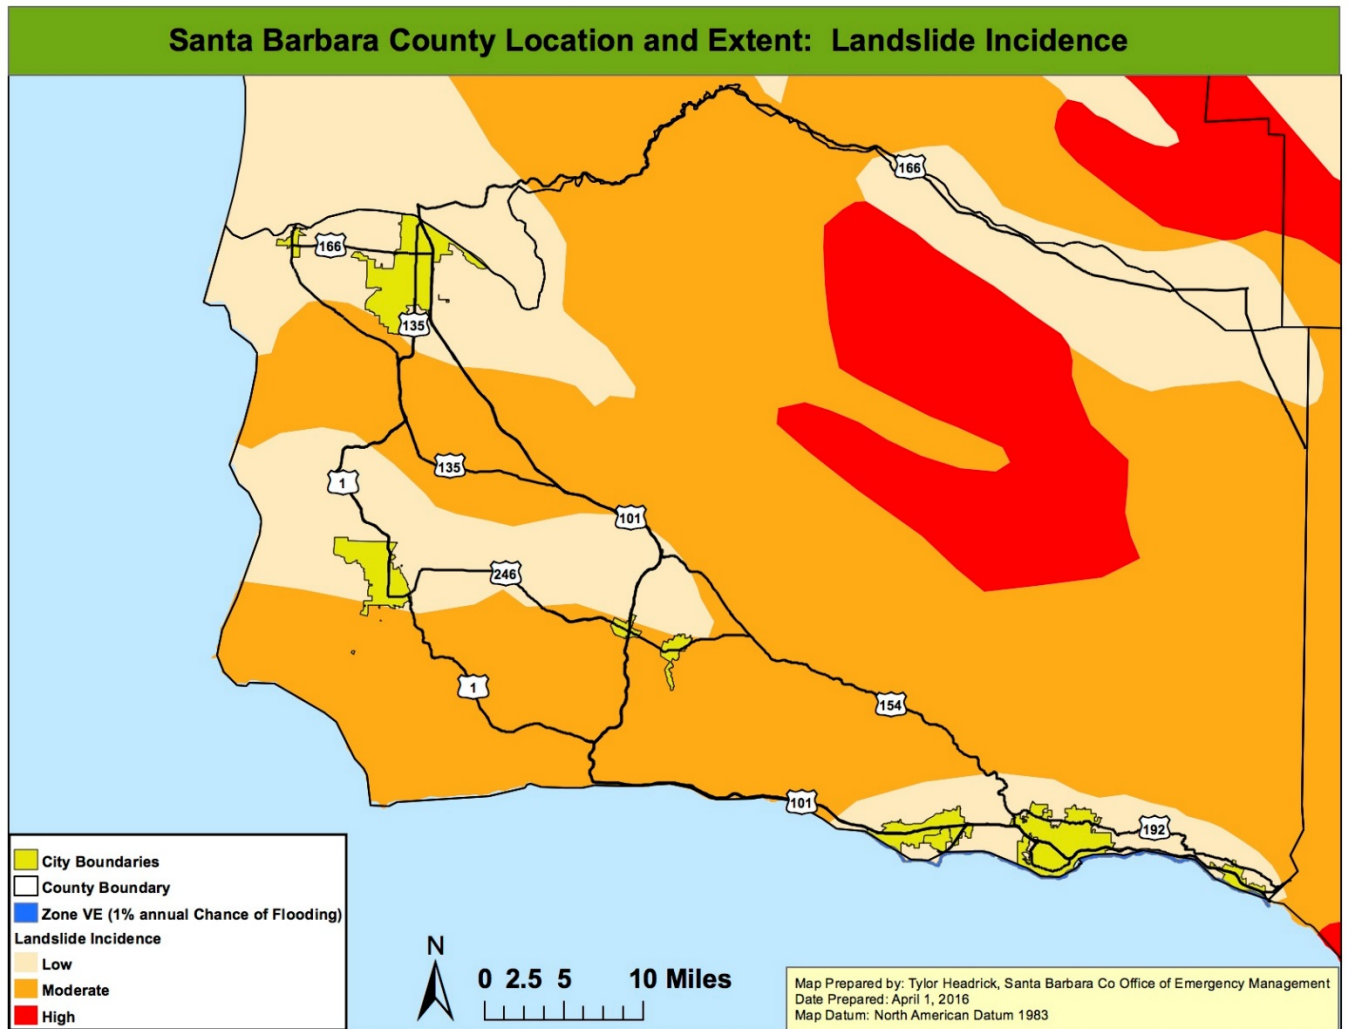 Santa Barbara County Location and Extent: Landslide Incidence
166
166
135
135
1
101
246
1
154
101
192
City Boundaries
County Boundary
Zone VE (1% annual Chance of Flooding)
Landslide Incidence
Low
Moderate
High
N
0 2.5 5 10 Miles
Map Prepared by: Tylor Headrick, Santa Barbara Co Office of Emergency Management
Date Prepared: April 1, 2016
Map Datum: North American Datum 1983